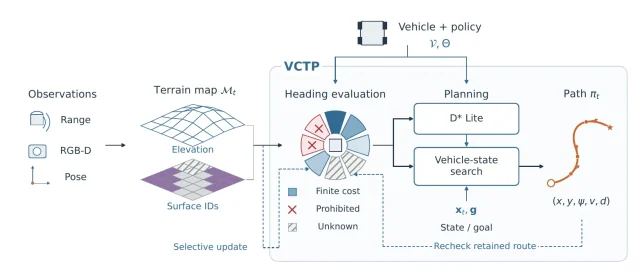 Vehicle + policy
𝒱, Θ
VCTP
Observations
Terrain map ℳt
Heading evaluation
Planning
Path πt
Range
RGB-D
Pose
Elevation
Surface IDs
D* Lite
Vehicle-state
search
Finite cost
Prohibited
Unknown
xt, g
State / goal
(x, y, ψ, v, d)
Selective update
Recheck retained route